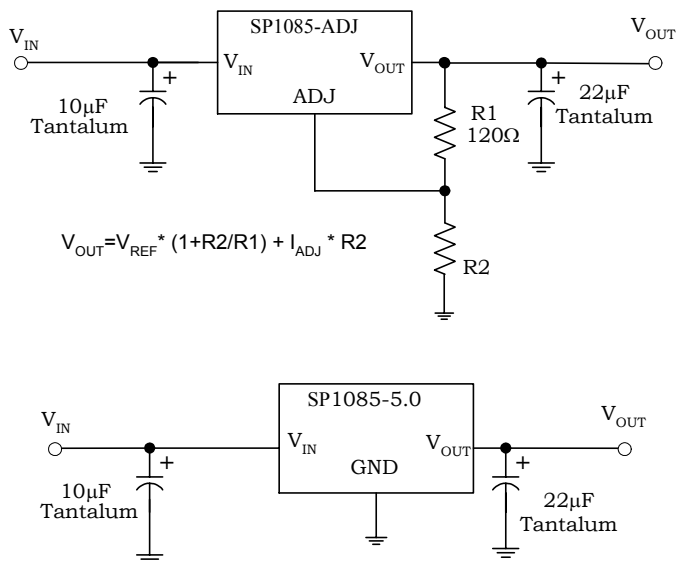 SP1085-ADJ
V_IN
V_OUT
V_IN
V_OUT
ADJ
10µF
Tantalum
+
R1
120Ω
+
22µF
Tantalum
V_OUT=V_REF* (1+R2/R1) + I_ADJ * R2
R2
SP1085-5.0
V_IN
V_OUT
V_IN
V_OUT
GND
10µF
Tantalum
+
+
22µF
Tantalum